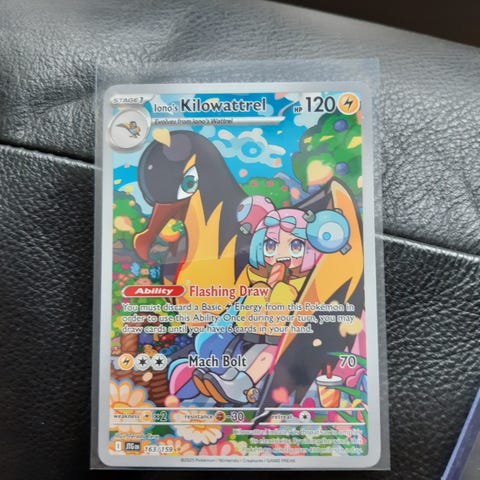 STAGE 1 Iono's Kilowattrel HP 120
Evolves from Iono's Wattrel
Ability Flashing Draw
You must discard a Basic Energy from this Pokémon in
order to use this Ability. Once during your turn, you may
draw cards until you have 6 cards in your hand.
Mach Bolt 70
weakness ×2 resistance -30 retreat
163/159
©2025 Pokémon / Nintendo / Creatures / GAME FREAK